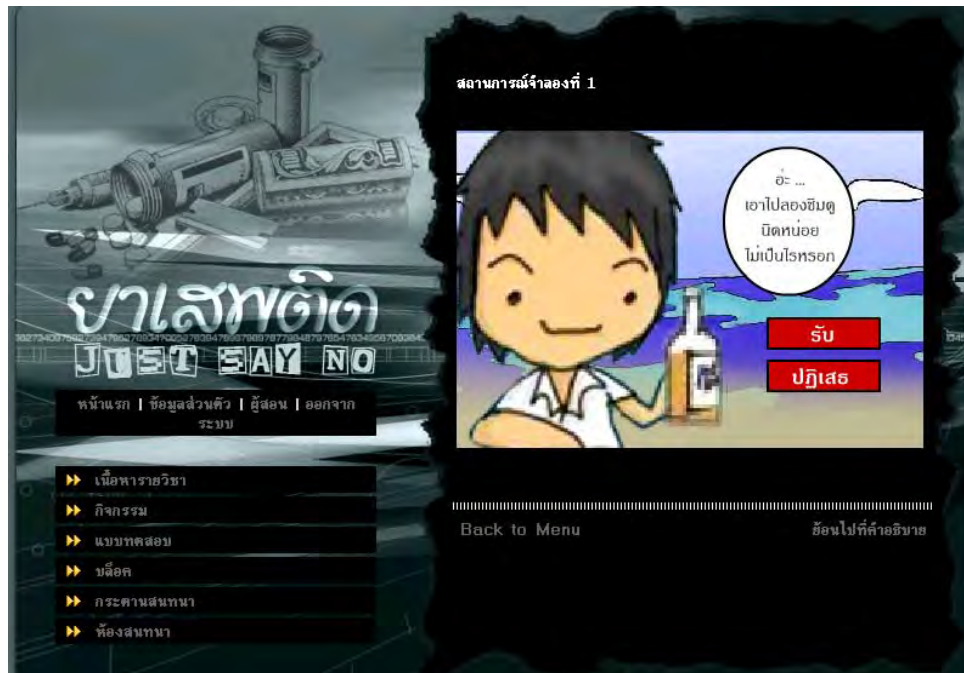 สถานการณ์จำลองที่ 1
อ่ะ ...
เอาไปลองชิมดู
นิดหน่อย
ไม่เป็นไรหรอก
รับ
ปฏิเสธ
ยาเสพติด
JUST SAY NO
หน้าแรก | ข้อมูลส่วนตัว | ผู้สอน | ออกจาก
ระบบ
เนื้อหารายวิชา
กิจกรรม
แบบทดสอบ
บล็อค
กระดานสนทนา
ห้องสนทนา
Back to Menu
ย้อนไปที่คำอธิบาย